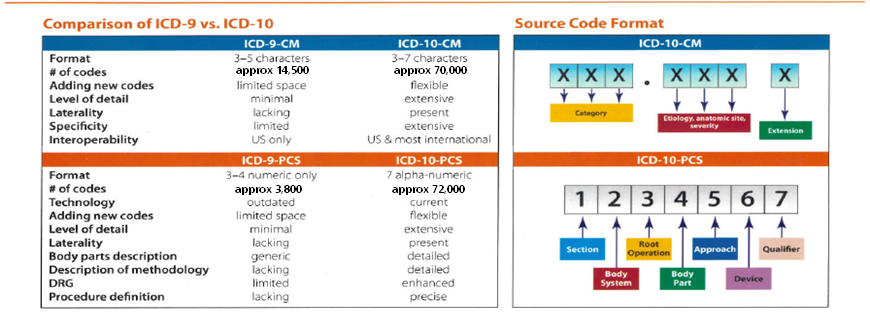 Comparison of ICD-9 vs. ICD-10
ICD-9-CM ICD-10-CM
Format 3–5 characters 3–7 characters
# of codes approx 14,500 approx 70,000
Adding new codes limited space flexible
Level of detail minimal extensive
Laterality lacking present
Specificity limited extensive
Interoperability US only US & most international
ICD-9-PCS ICD-10-PCS
Format 3–4 numeric only 7 alpha-numeric
# of codes approx 3,800 approx 72,000
Technology outdated current
Adding new codes limited space flexible
Level of detail minimal extensive
Laterality lacking present
Body parts description generic detailed
Description of methodology lacking detailed
DRG limited enhanced
Procedure definition lacking precise
Source Code Format
ICD-10-CM
X X X . X X X X
Category
Etiology, anatomic site,
severity
Extension
ICD-10-PCS
1 2 3 4 5 6 7
Section
Root
Operation
Approach
Qualifier
Body
System
Body
Part
Device